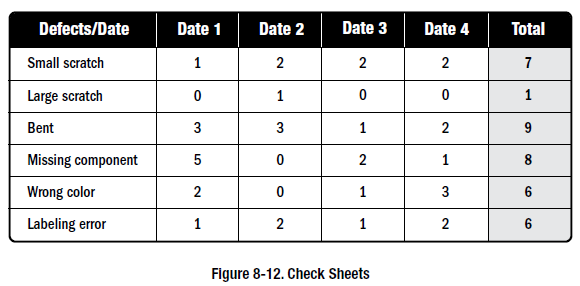 Defects/Date Date 1 Date 2 Date 3 Date 4 Total
Small scratch 1 2 2 2 7
Large scratch 0 1 0 0 1
Bent 3 3 1 2 9
Missing component 5 0 2 1 8
Wrong color 2 0 1 3 6
Labeling error 1 2 1 2 6
Figure 8-12. Check Sheets